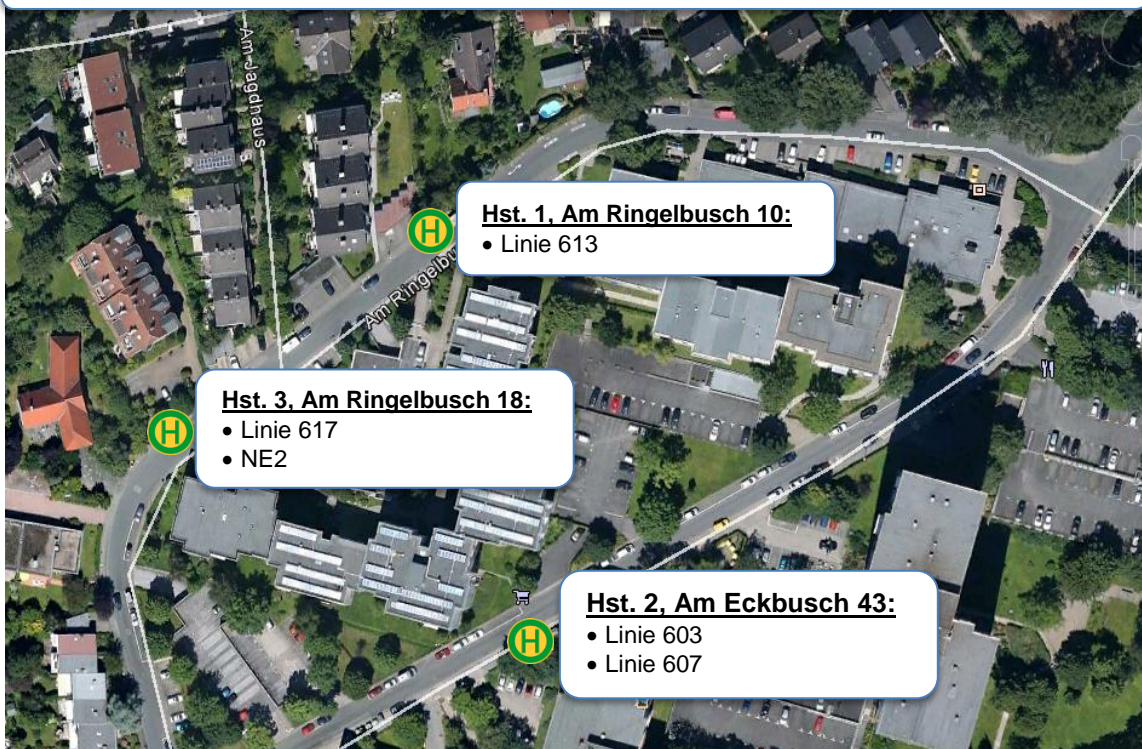 Am Jagdhaus
H
Hst. 1, Am Ringelbusch 10:
• Linie 613
Am Ringelbu
Hst. 3, Am Ringelbusch 18:
• Linie 617
• NE2
H
Hst. 2, Am Eckbusch 43:
• Linie 603
• Linie 607
H